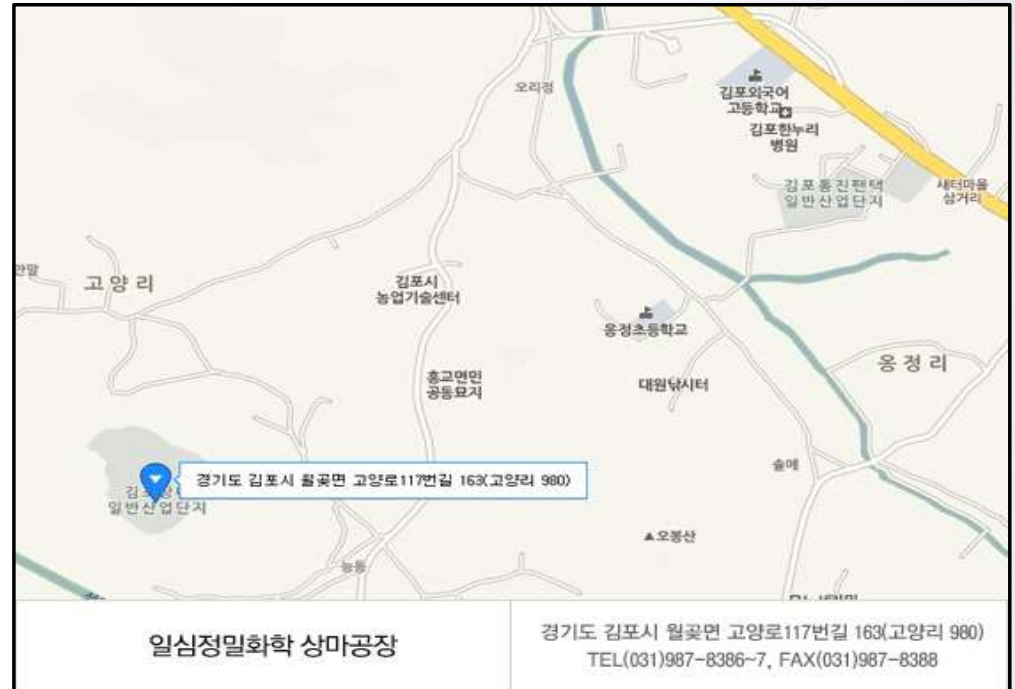 오리정
김포외국어
고등학교
김포한누리
병원
김포통진팬택
일반산업단지
새터마을
삼거리
안말
고양리
김포시
농업기술센터
옹정초등학교
옹정리
홍교면민
공동묘지
대원낚시터
솔메
경기도 김포시 월곶면 고양로117번길 163(고양리 980)
일반산업단지
▲오봉산
능동
일심정밀화학 상마공장
경기도 김포시 월곶면 고양로117번길 163(고양리 980)
TEL(031)987-8386~7, FAX(031)987-8388